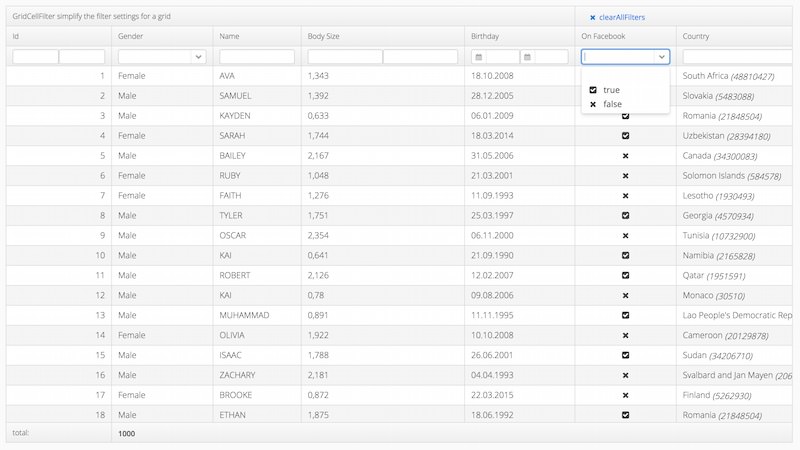 GridCellFilter simplify the filter settings for a grid clearAllFilters
Id Gender Name Body Size Birthday On Facebook Country
1 Female AVA 1,343 18.10.2008 South Africa (48810427)
true
2 Male SAMUEL 1,392 28.12.2005 Slovakia (5483088)
false
3 Male KAYDEN 0,633 06.01.2009 Romania (21848504)
4 Female SARAH 1,744 18.03.2014 Uzbekistan (28394180)
5 Male BAILEY 2,167 31.05.2006 Canada (34300083)
6 Female RUBY 1,048 21.03.2001 Solomon Islands (584578)
7 Female FAITH 1,276 11.09.1993 Lesotho (1930493)
8 Male TYLER 1,751 25.03.1997 Georgia (4570934)
9 Male OSCAR 2,354 06.11.2000 Tunisia (10732900)
10 Male KAI 0,641 21.09.1990 Namibia (2165828)
11 Male ROBERT 2,126 12.02.2007 Qatar (1951591)
12 Male KAI 0,78 09.08.2006 Monaco (30510)
13 Male MUHAMMAD 0,891 11.11.1995 Lao People's Democratic Rep
14 Female OLIVIA 1,922 10.10.2008 Cameroon (20129878)
15 Male ISAAC 1,788 26.06.2001 Sudan (34206710)
16 Male ZACHARY 2,181 04.04.1993 Svalbard and Jan Mayen (206
17 Female BROOKE 0,872 22.03.2015 Finland (5262930)
18 Male ETHAN 1,875 18.06.1992 Romania (21848504)
total: 1000